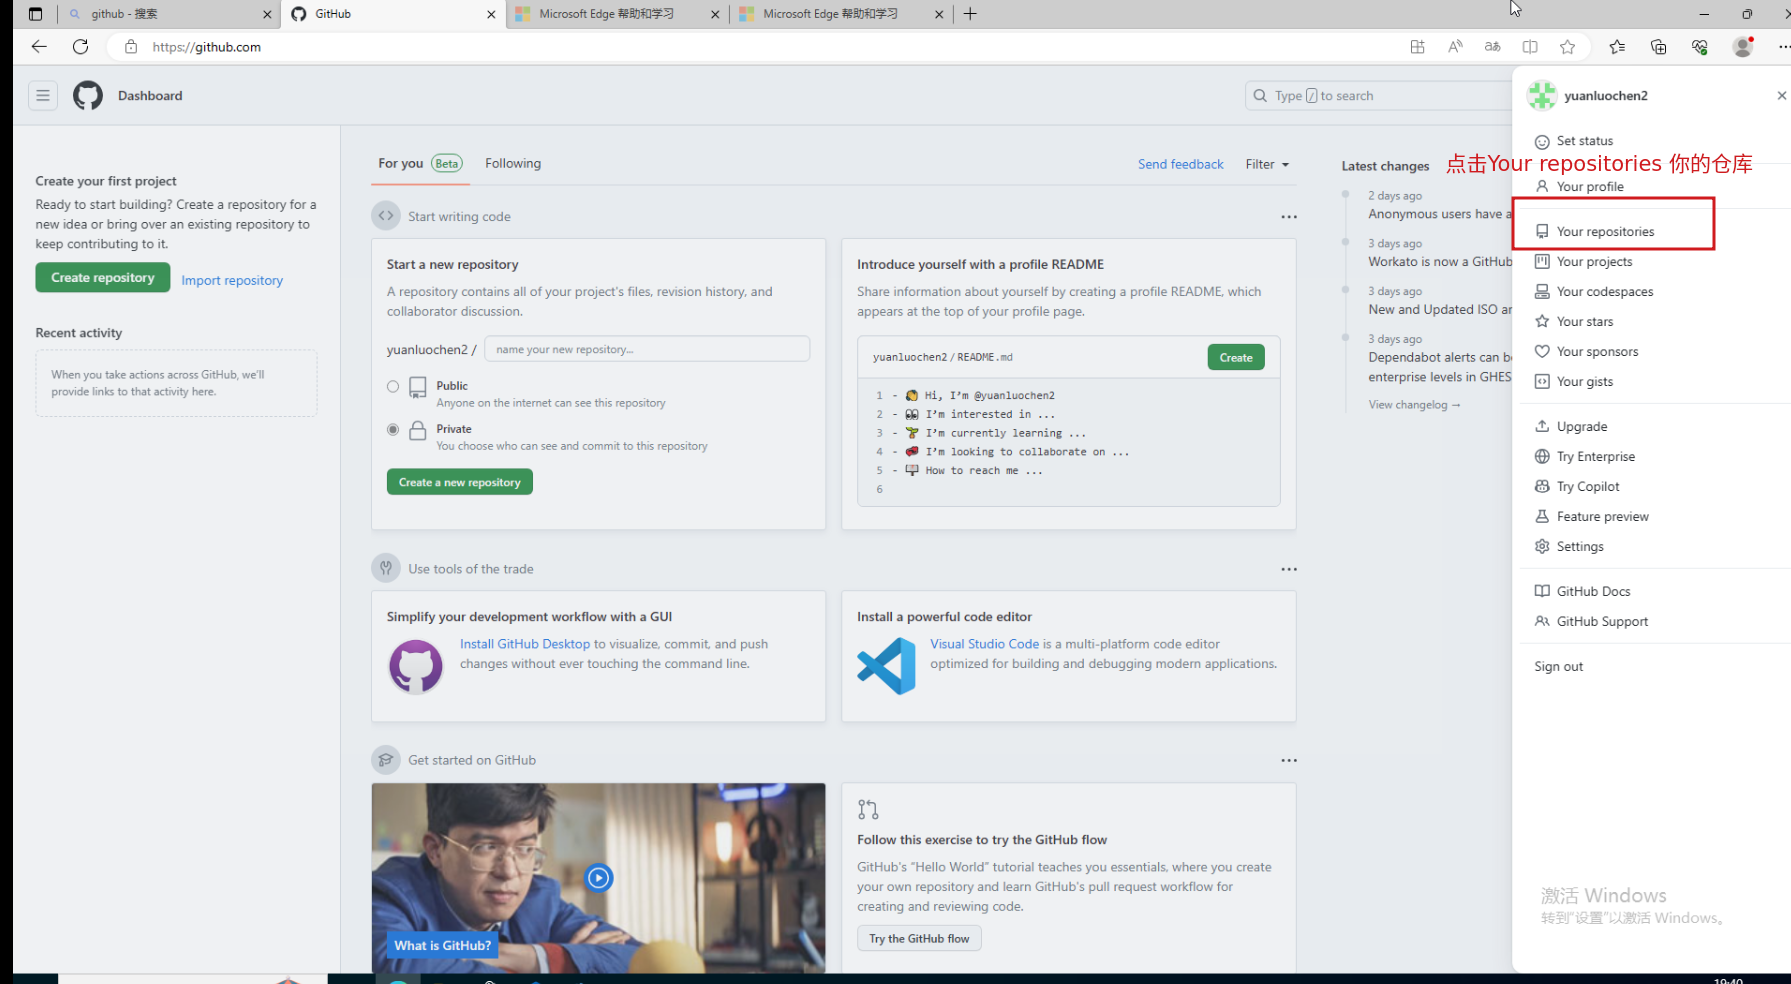 github - 搜索
GitHub
Microsoft Edge 帮助和学习
Microsoft Edge 帮助和学习
https://github.com
Dashboard
Type / to search
yuanluochen2
Set status
点击Your repositories 你的仓库
Your profile
Your repositories
Your projects
Your codespaces
Your stars
Your sponsors
Your gists
Upgrade
Try Enterprise
Try Copilot
Feature preview
Settings
GitHub Docs
GitHub Support
Sign out
Create your first project
Ready to start building? Create a repository for a
new idea or bring over an existing repository to
keep contributing to it.
Create repository
Import repository
Recent activity
When you take actions across GitHub, we'll
provide links to that activity here.
For you Beta
Following
Send feedback
Filter
Start writing code
Start a new repository
A repository contains all of your project's files, revision history, and
collaborator discussion.
yuanluochen2 /
name your new repository...
Public
Anyone on the internet can see this repository
Private
You choose who can see and commit to this repository
Create a new repository
Introduce yourself with a profile README
Share information about yourself by creating a profile README, which
appears at the top of your profile page.
yuanluochen2 / README.md
Create
1 - 👋 Hi, I'm @yuanluochen2
2 - 👀 I'm interested in ...
3 - 🌱 I'm currently learning ...
4 - 💞️ I'm looking to collaborate on ...
5 - 📫 How to reach me ...
6
Use tools of the trade
Simplify your development workflow with a GUI
Install GitHub Desktop to visualize, commit, and push
changes without ever touching the command line.
Install a powerful code editor
Visual Studio Code is a multi-platform code editor
optimized for building and debugging modern applications.
Get started on GitHub
What is GitHub?
Follow this exercise to try the GitHub flow
GitHub's "Hello World" tutorial teaches you essentials, where you create
your own repository and learn GitHub's pull request workflow for
creating and reviewing code.
Try the GitHub flow
Latest changes
2 days ago
Anonymous users have a
3 days ago
Workato is now a GitHub
3 days ago
New and Updated ISO
3 days ago
Dependabot alerts can
enterprise levels in GHES
View changelog →
激活 Windows
转到"设置"以激活 Windows。
19:40